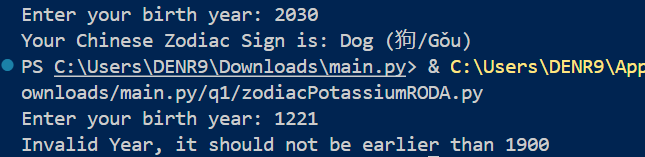 Enter your birth year: 2030
Your Chinese Zodiac Sign is: Dog (狗/Gǒu)
PS C:\Users\DENR9\Downloads\main.py> & C:\Users\DENR9\App
ownloads/main.py/q1/zodiacPotassiumRODA.py
Enter your birth year: 1221
Invalid Year, it should not be earlier than 1900